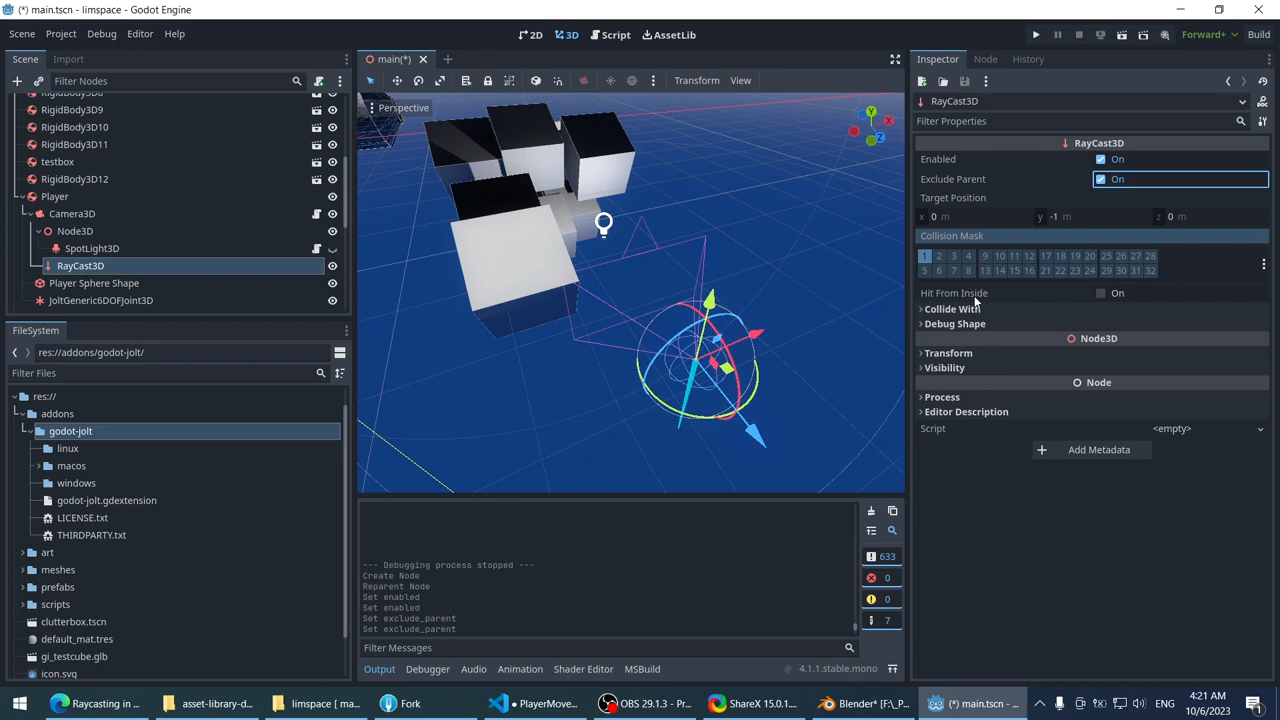 (*) main.tscn - limspace - Godot Engine
Scene Project Debug Editor Help
2D 3D Script AssetLib
Forward+ Build
Scene Import
main(*)
Inspector Node History
Filter Nodes
Transform View
Perspective
RigidBody3D8
RigidBody3D9
RigidBody3D10
RigidBody3D11
testbox
RigidBody3D12
Player
Camera3D
Node3D
SpotLight3D
RayCast3D
Player Sphere Mesh
JoltGeneric6DOFJoint3D
Y
X
Z
FileSystem
res://addons/godot-jolt/
Filter Files
res://
addons
godot-jolt
linux
macos
windows
godot-jolt.gdextension
LICENSE.txt
THIRDPARTY.txt
art
meshes
prefabs
scripts
clutterbox.tscn
default_mat.tres
gi_testcube.glb
icon.svg
--- Debugging process stopped ---
Create Node
Reparent Node
Set enabled
Set enabled
Set exclude_parent
Set exclude_parent
633
0
0
7
Filter Messages
Output Debugger Audio Animation Shader Editor MSBuild
4.1.1.stable.mono
RayCast3D
Filter Properties
RayCast3D
Enabled On
Exclude Parent On
Target Position
x 0 m y -1 m z 0 m
Collision Mask
1 2 3 4 9 10 11 12 17 18 19 20 25 26 27 28
5 6 7 8 13 14 15 16 21 22 23 24 29 30 31 32
Hit From Inside On
Collide With
Debug Shape
Node3D
Transform
Visibility
Node
Process
Editor Description
Script <empty>
Add Metadata
Raycasting in ... asset-library-d... limspace [ ma... Fork ● PlayerMove... OBS 29.1.3 - Pr... ShareX 15.0.1... Blender* [F:\_P... (*) main.tscn - ...
4:21 AM
10/6/2023
1